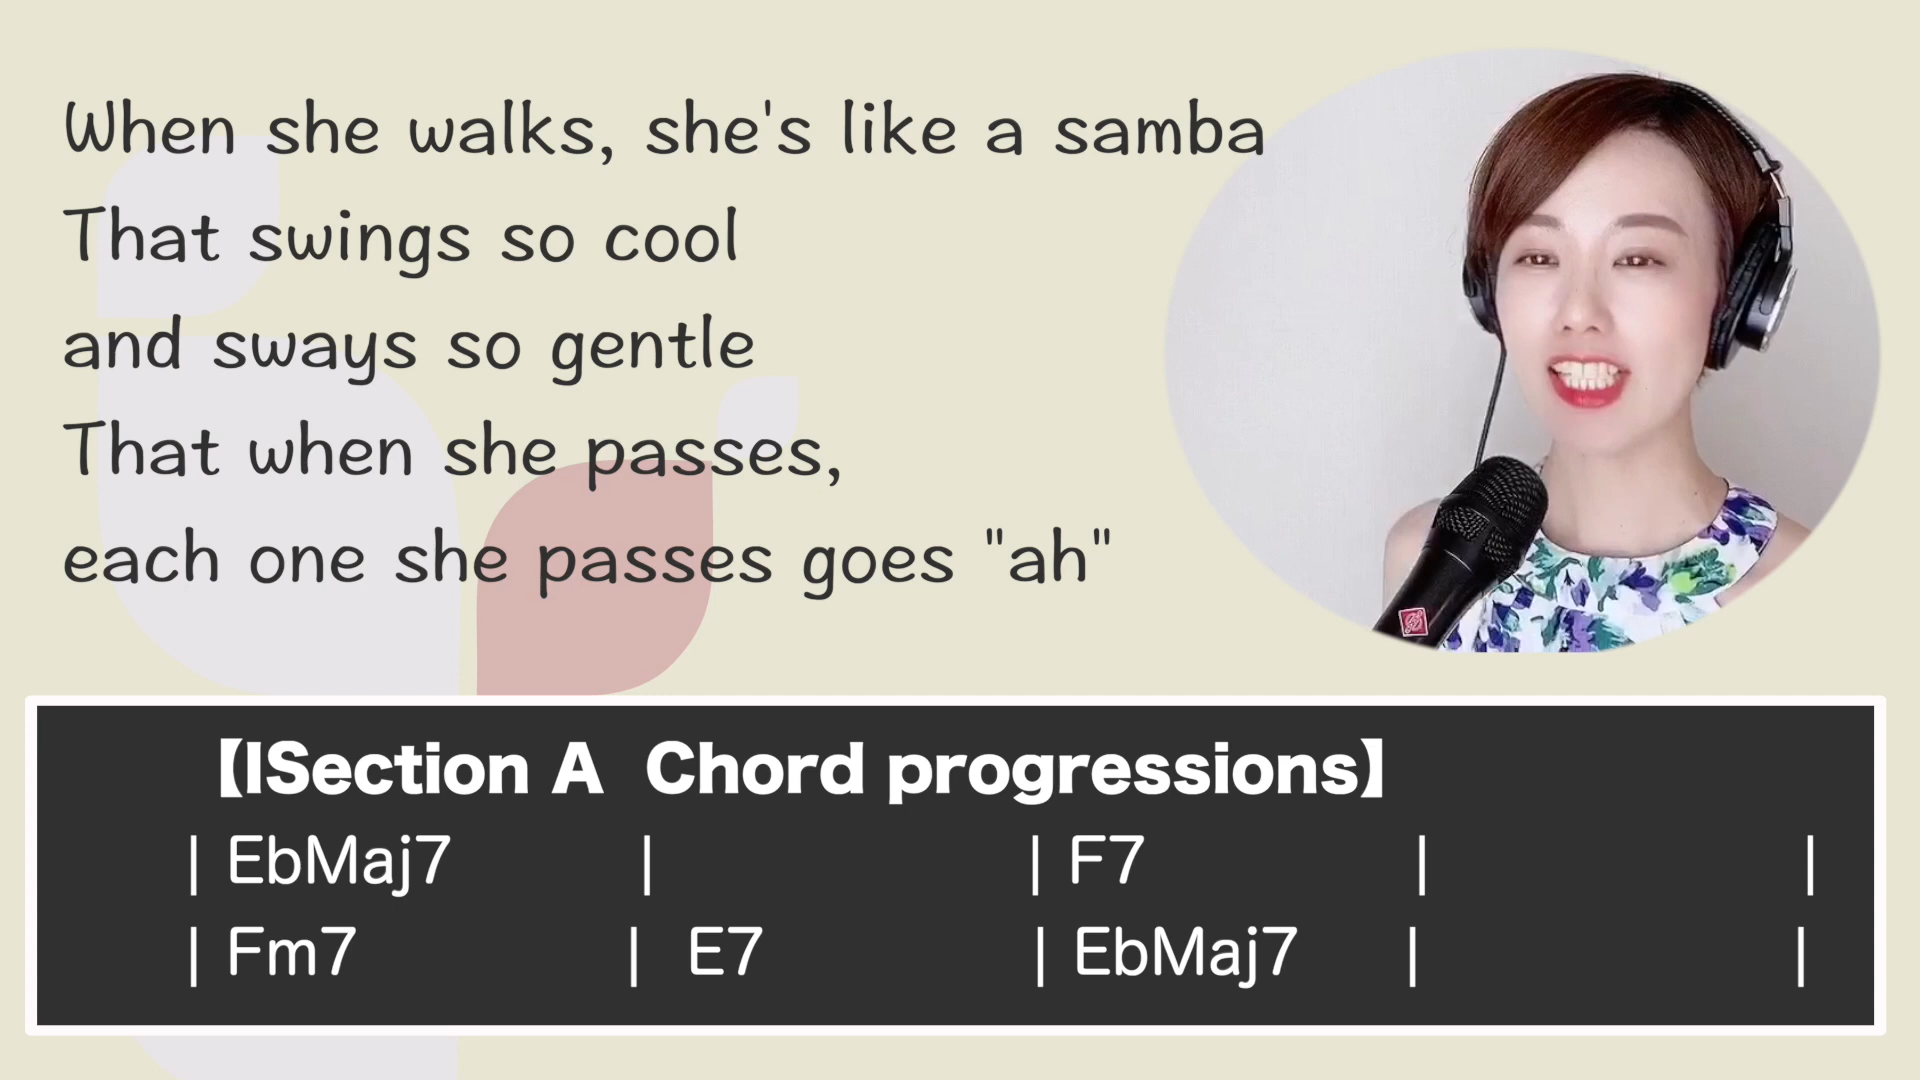 When she walks, she's like a samba
That swings so cool
and sways so gentle
That when she passes,
each one she passes goes "ah"
【ISection A Chord progressions】
| EbMaj7 | | F7 | |
| Fm7 | E7 | EbMaj7 | |